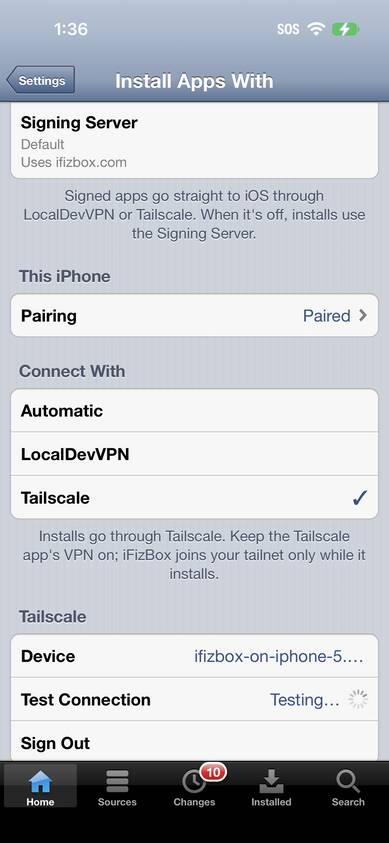 1:36
SOS
Settings
Install Apps With
Signing Server
Default
Uses ifizbox.com
Signed apps go straight to iOS through
LocalDevVPN or Tailscale. When it's off, installs use
the Signing Server.
This iPhone
Pairing
Paired
Connect With
Automatic
LocalDevVPN
Tailscale
Installs go through Tailscale. Keep the Tailscale
app's VPN on; iFizBox joins your tailnet only while it
installs.
Tailscale
Device
ifizbox-on-iphone-5....
Test Connection
Testing...
Sign Out
10
Home
Sources
Changes
Installed
Search